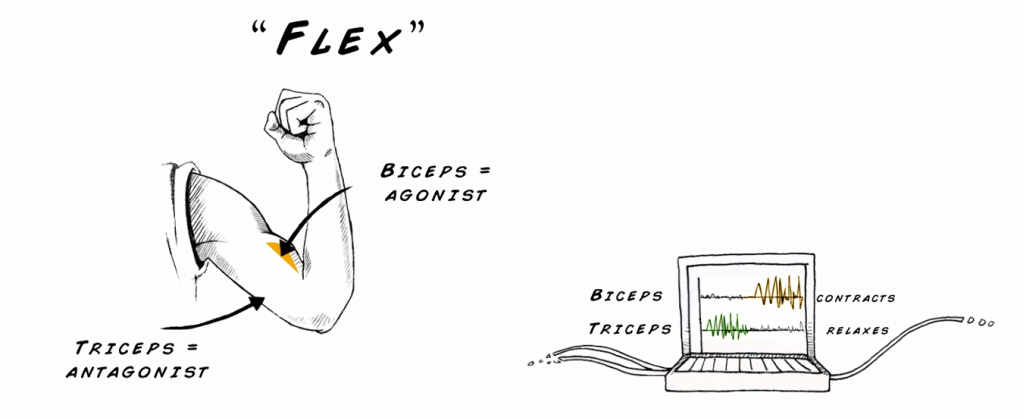 "FLEX"
BICEPS =
AGONIST
TRICEPS =
ANTAGONIST
BICEPS CONTRACTS
TRICEPS RELAXES